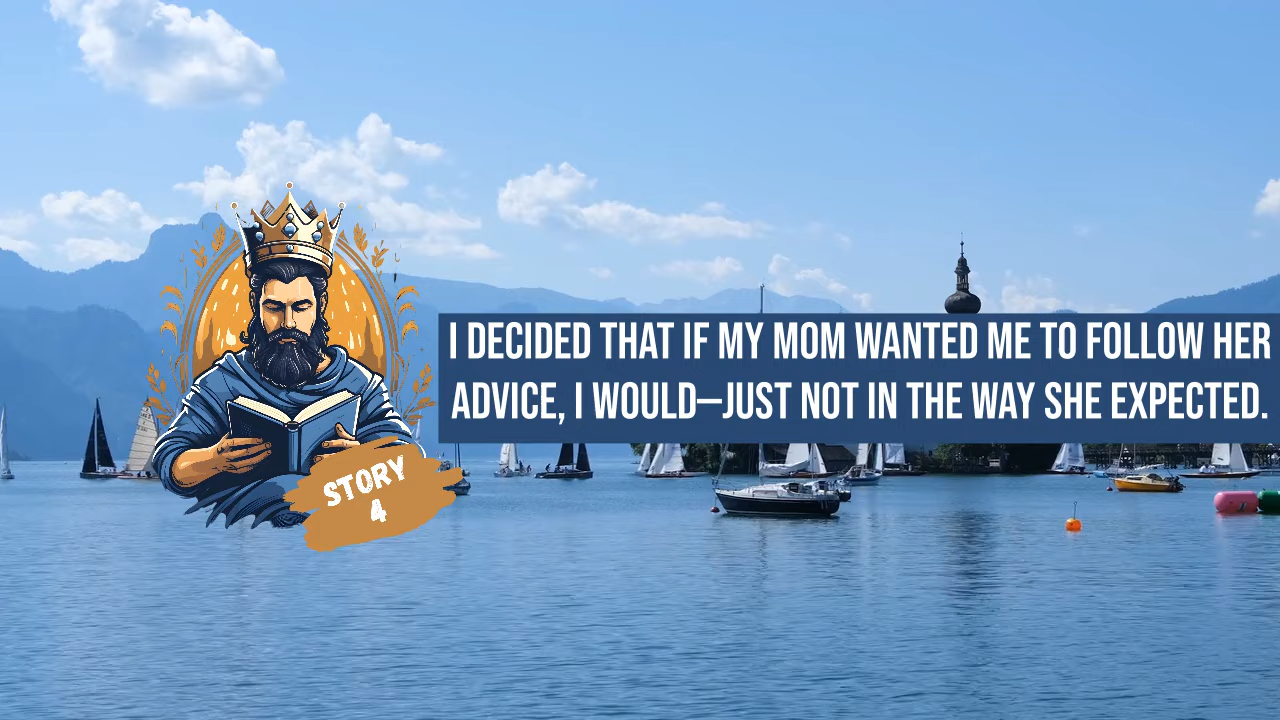 I DECIDED THAT IF MY MOM WANTED ME TO FOLLOW HER
ADVICE, I WOULD—JUST NOT IN THE WAY SHE EXPECTED.
STORY
4